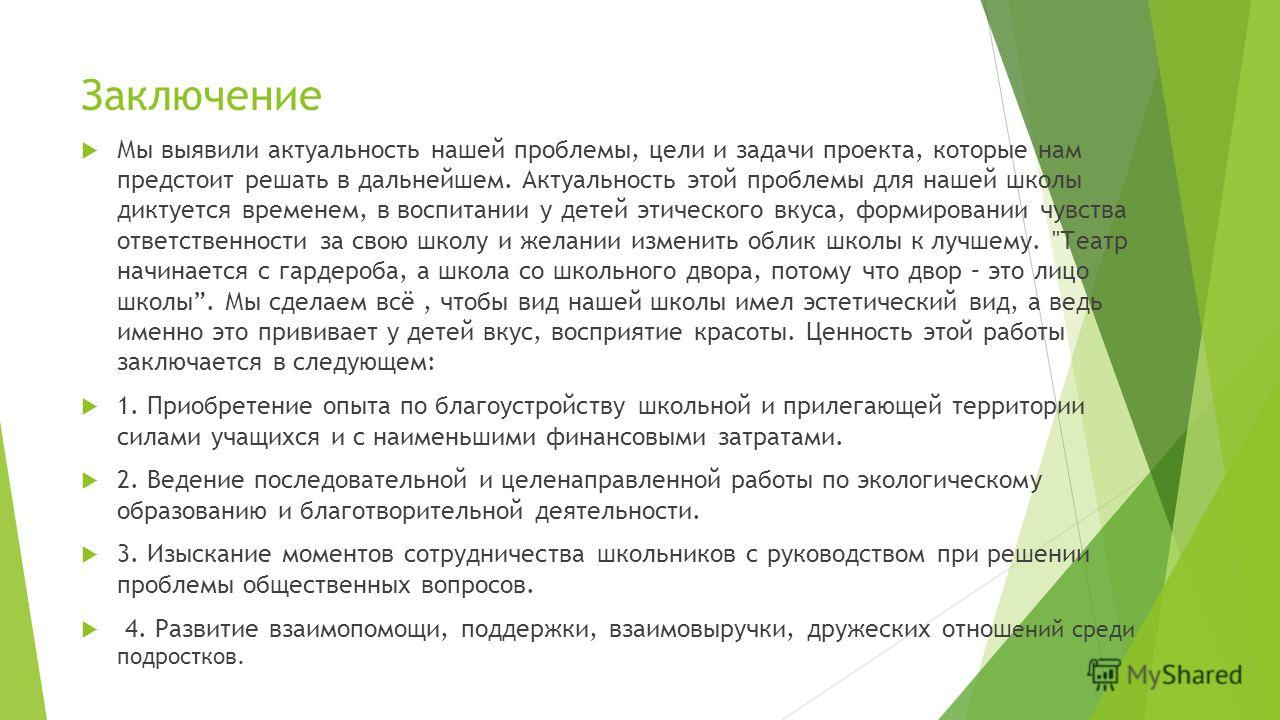 Заключение
Мы выявили актуальность нашей проблемы, цели и задачи проекта, которые нам
предстоит решать в дальнейшем. Актуальность этой проблемы для нашей школы
диктуется временем, в воспитании у детей этического вкуса, формировании чувства
ответственности за свою школу и желании изменить облик школы к лучшему. "Театр
начинается с гардероба, а школа со школьного двора, потому что двор – это лицо
школы”. Мы сделаем всё , чтобы вид нашей школы имел эстетический вид, а ведь
именно это прививает у детей вкус, восприятие красоты. Ценность этой работы
заключается в следующем:
1. Приобретение опыта по благоустройству школьной и прилегающей территории
силами учащихся и с наименьшими финансовыми затратами.
2. Ведение последовательной и целенаправленной работы по экологическому
образованию и благотворительной деятельности.
3. Изыскание моментов сотрудничества школьников с руководством при решении
проблемы общественных вопросов.
4. Развитие взаимопомощи, поддержки, взаимовыручки, дружеских отношений среди
подростков.
MyShared